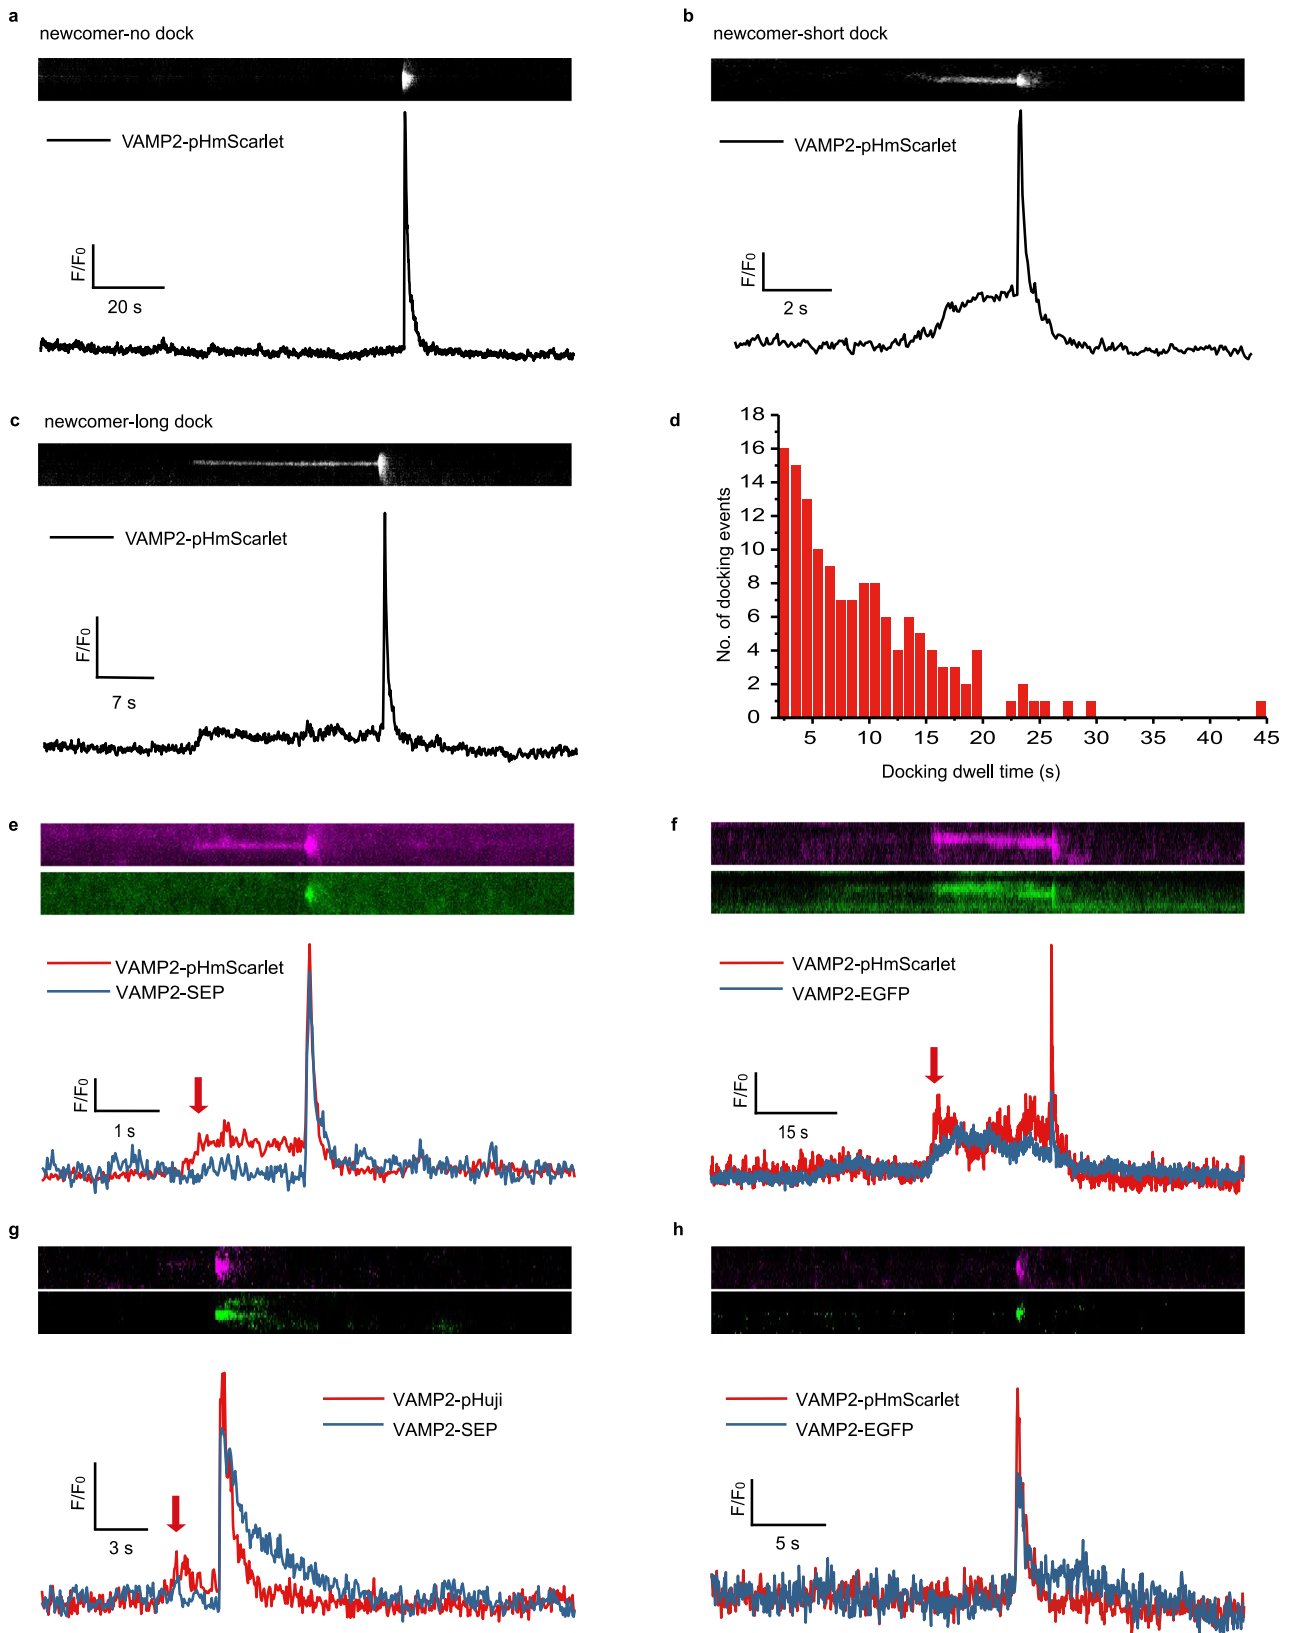 a
newcomer-no dock
VAMP2-pHmScarlet
F/F0
20 s
b
newcomer-short dock
VAMP2-pHmScarlet
F/F0
2 s
c
newcomer-long dock
VAMP2-pHmScarlet
F/F0
7 s
d
No. of docking events
18
16
14
12
10
8
6
4
2
0
5 10 15 20 25 30 35 40 45
Docking dwell time (s)
e
VAMP2-pHmScarlet
VAMP2-SEP
F/F0
1 s
f
VAMP2-pHmScarlet
VAMP2-EGFP
F/F0
15 s
g
VAMP2-pHuji
VAMP2-SEP
F/F0
3 s
h
VAMP2-pHmScarlet
VAMP2-EGFP
F/F0
5 s